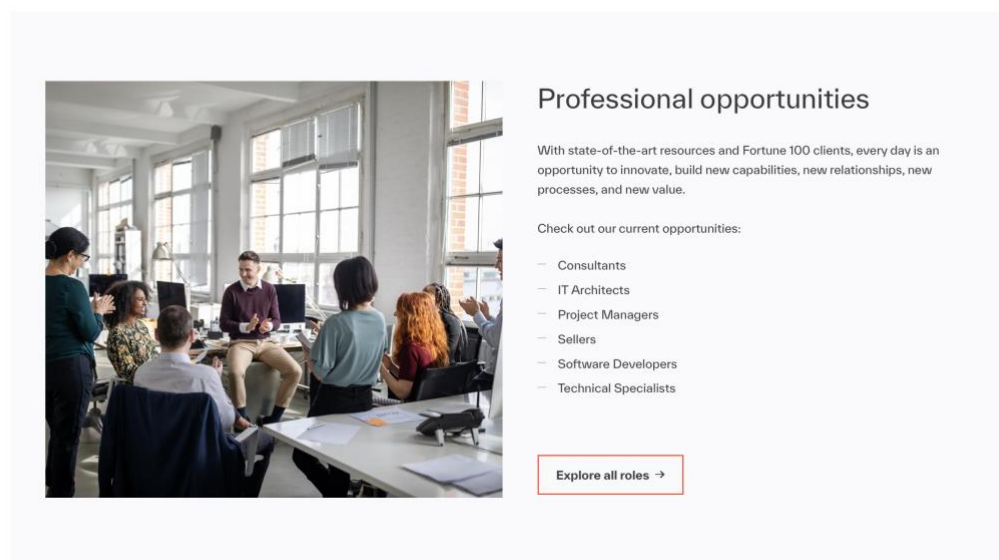 Professional opportunities
With state-of-the-art resources and Fortune 100 clients, every day is an
opportunity to innovate, build new capabilities, new relationships, new
processes, and new value.
Check out our current opportunities:
— Consultants
— IT Architects
— Project Managers
— Sellers
— Software Developers
— Technical Specialists
Explore all roles →